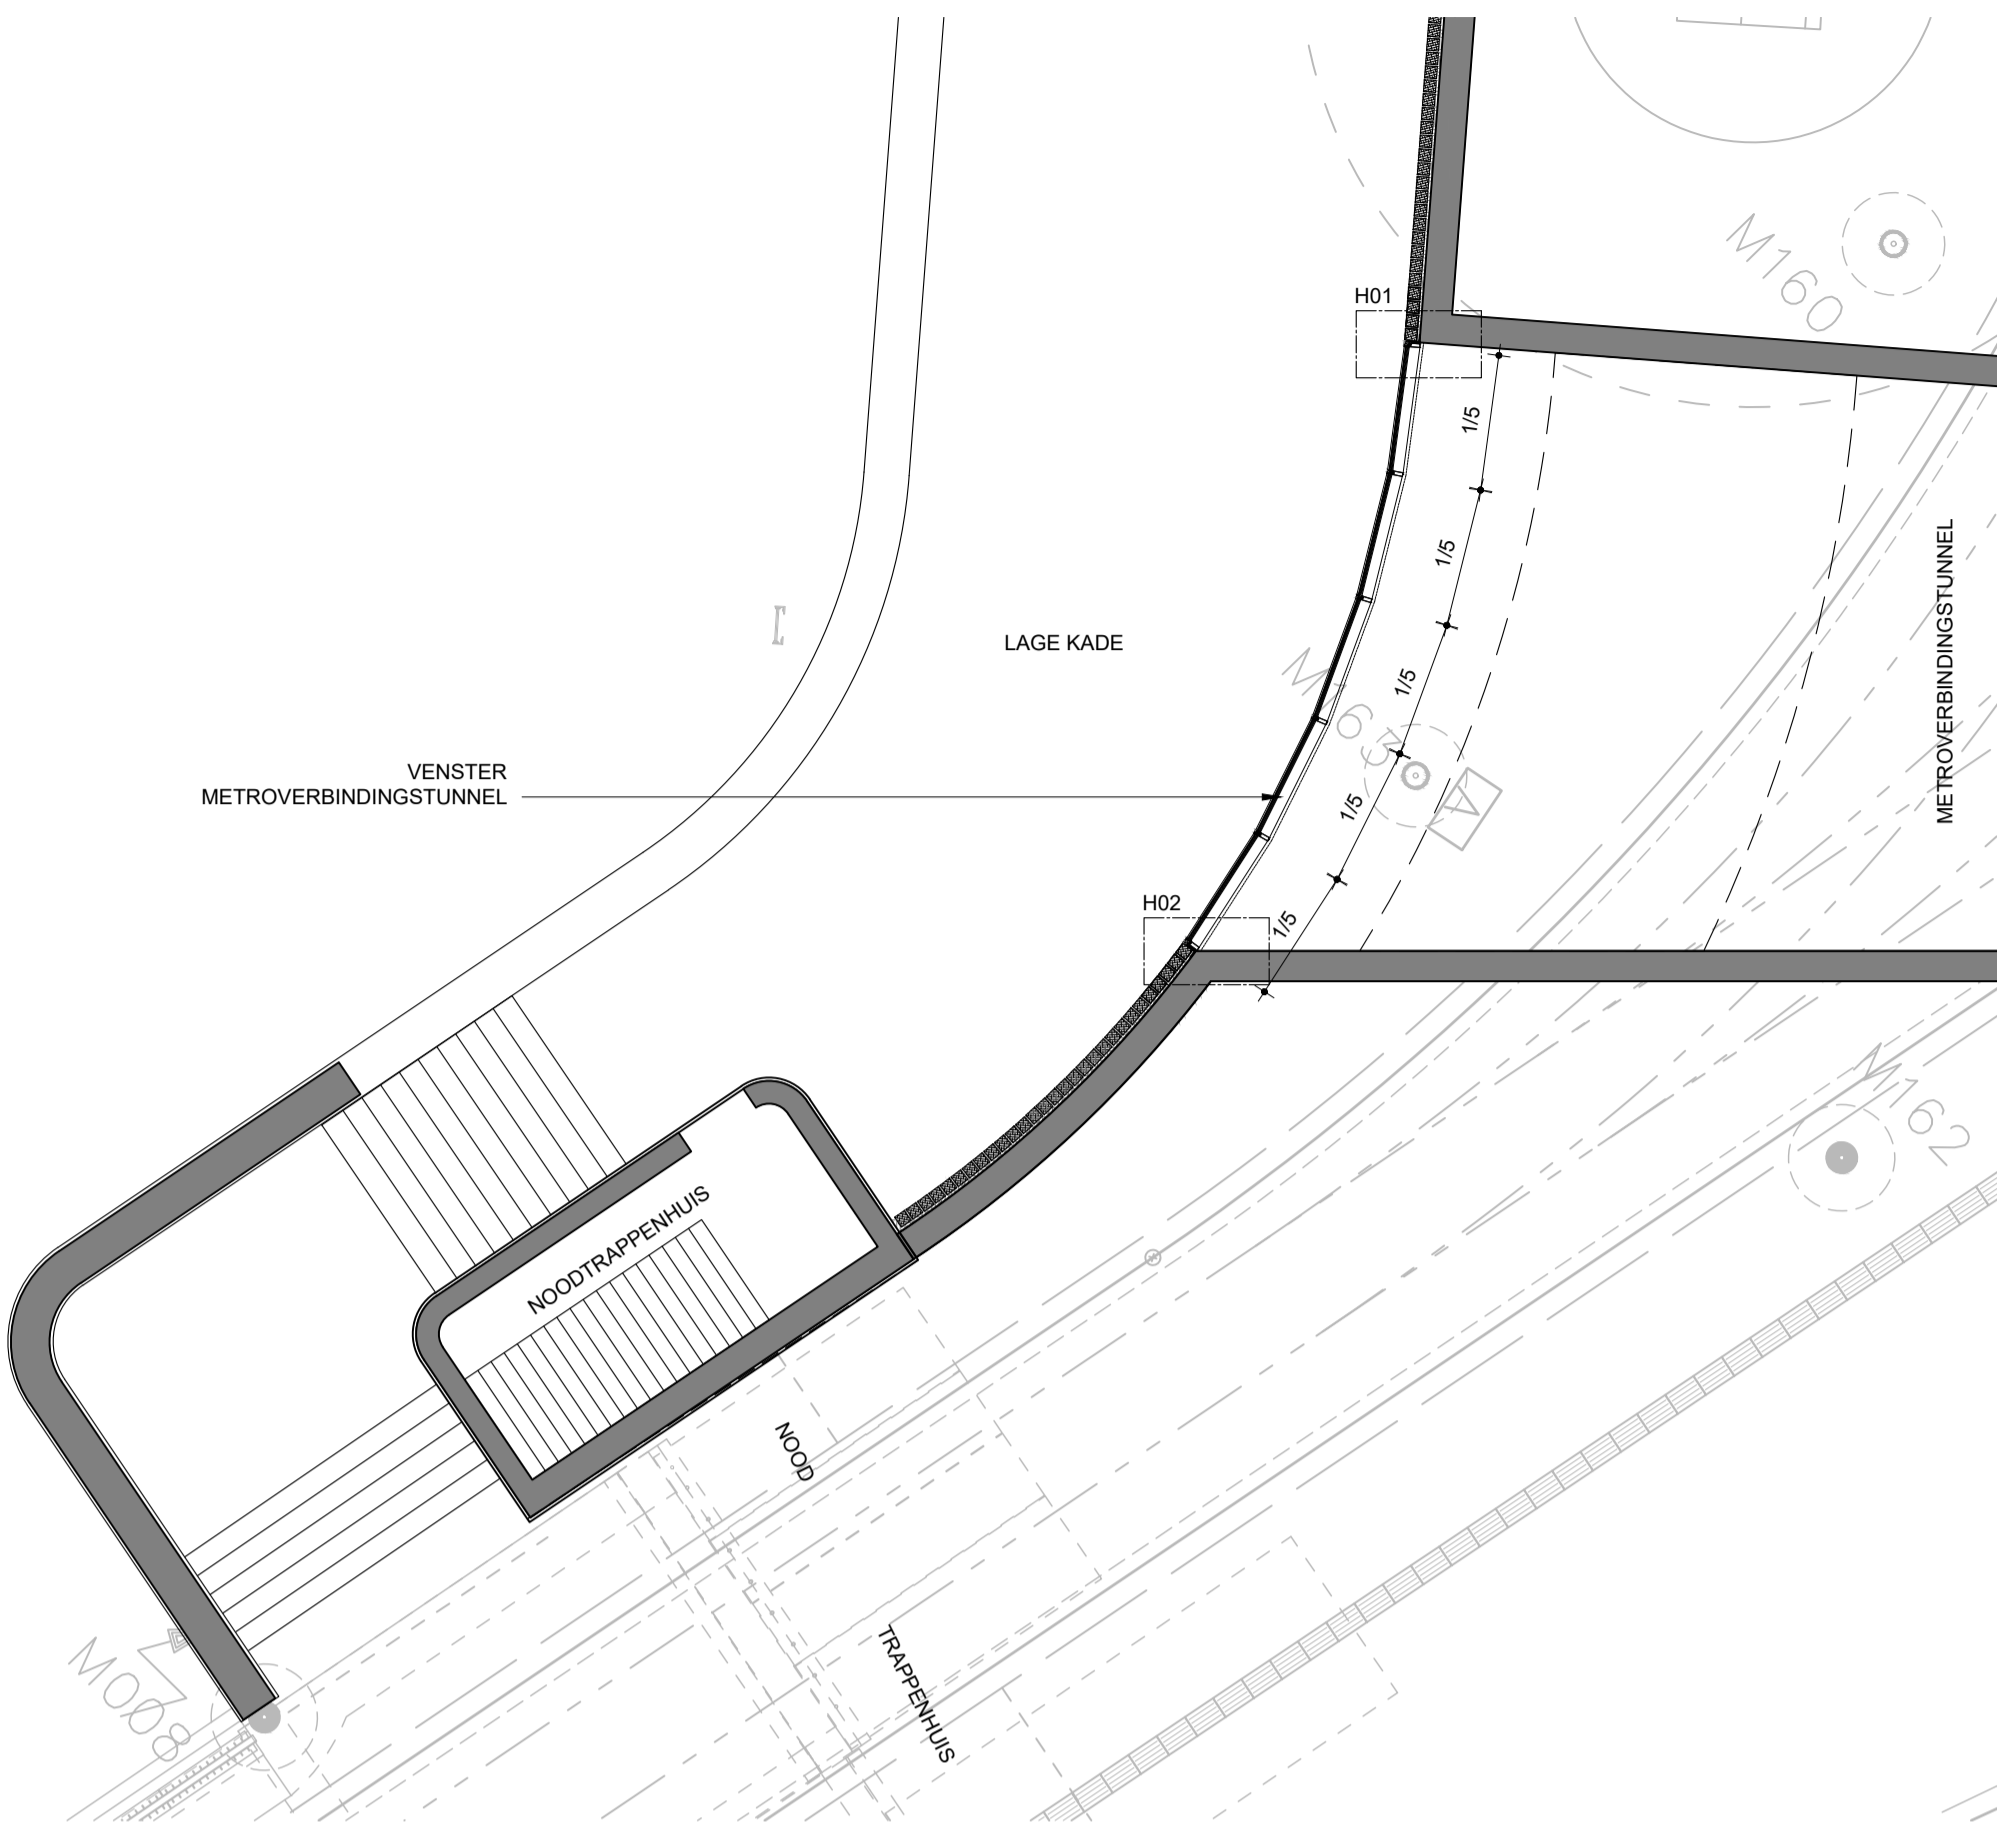 M160
H01
1/5
1/5
METROVERBINDINGSTUNNEL
LAGE KADE
M163
1/5
VENSTER
METROVERBINDINGSTUNNEL
1/5
A
H02
1/5
M162
NOODTRAPPENHUIS
NOOD
TRAPPENHUIS
M008